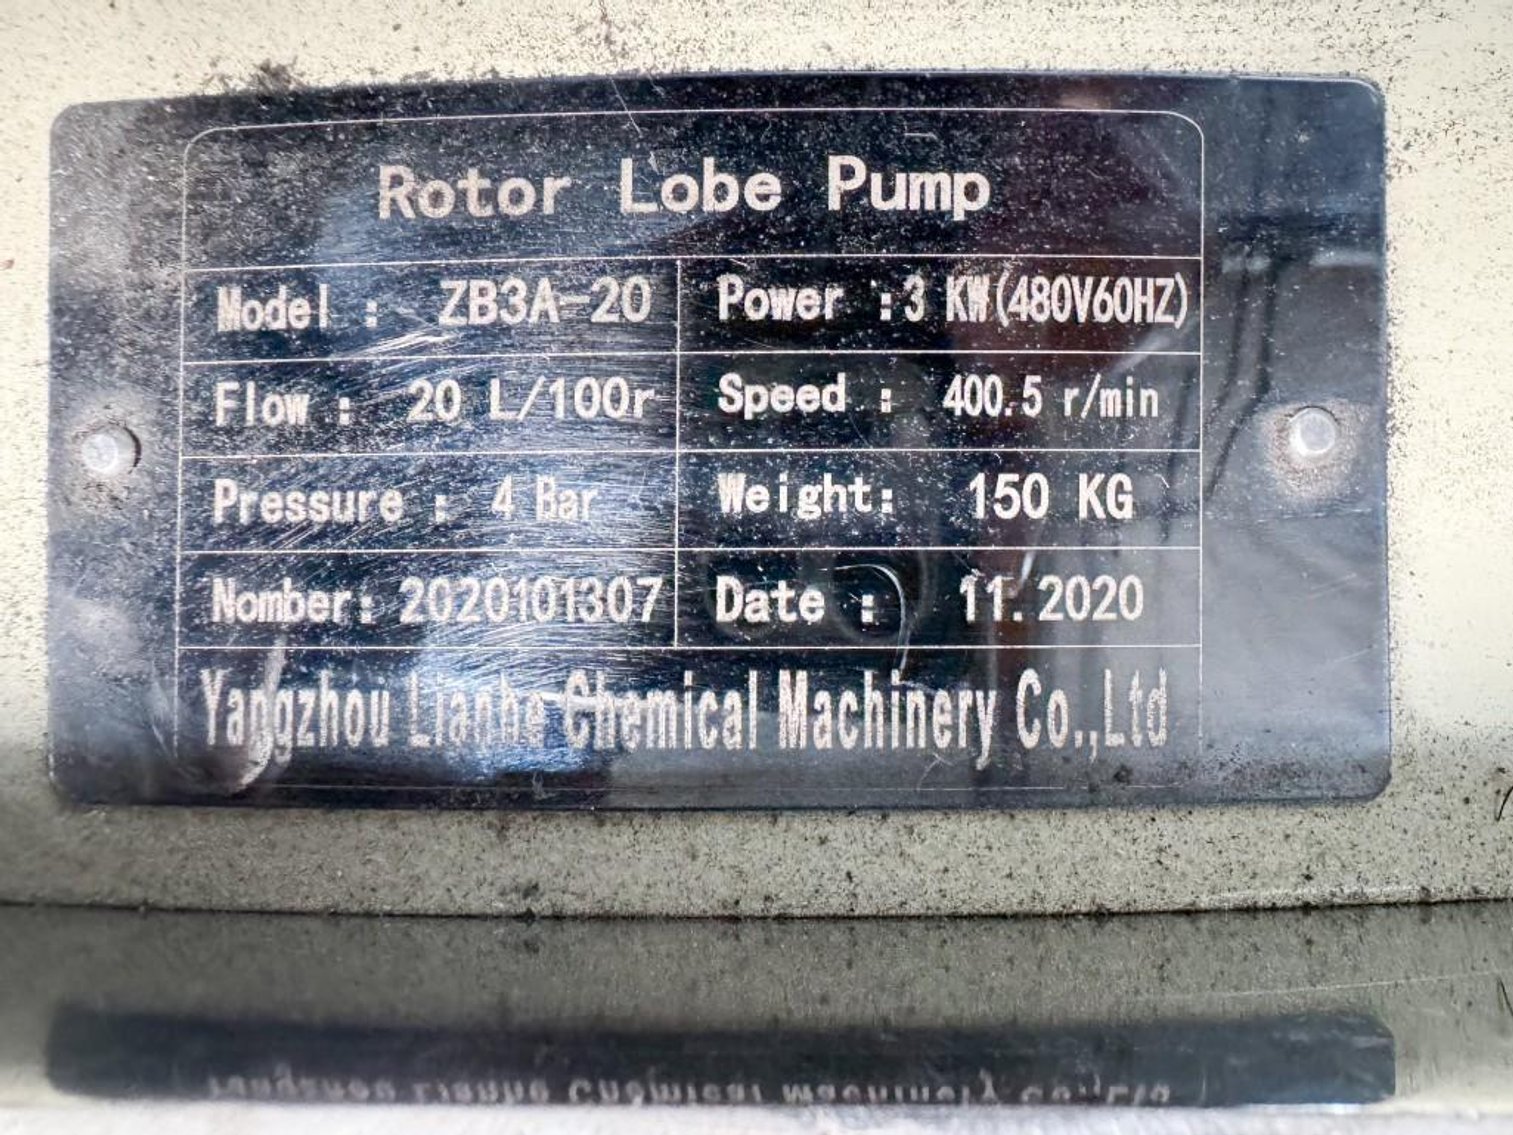 Rotor Lobe Pump
Model : ZB3A-20 Power :3 KW(480V60HZ)
Flow : 20 L/100r Speed : 400.5 r/min
Pressure : 4 Bar Weight: 150 KG
Nomber: 2020101307 Date : 11.2020
Yangzhou Lianhe Chemical Machinery Co.,Ltd